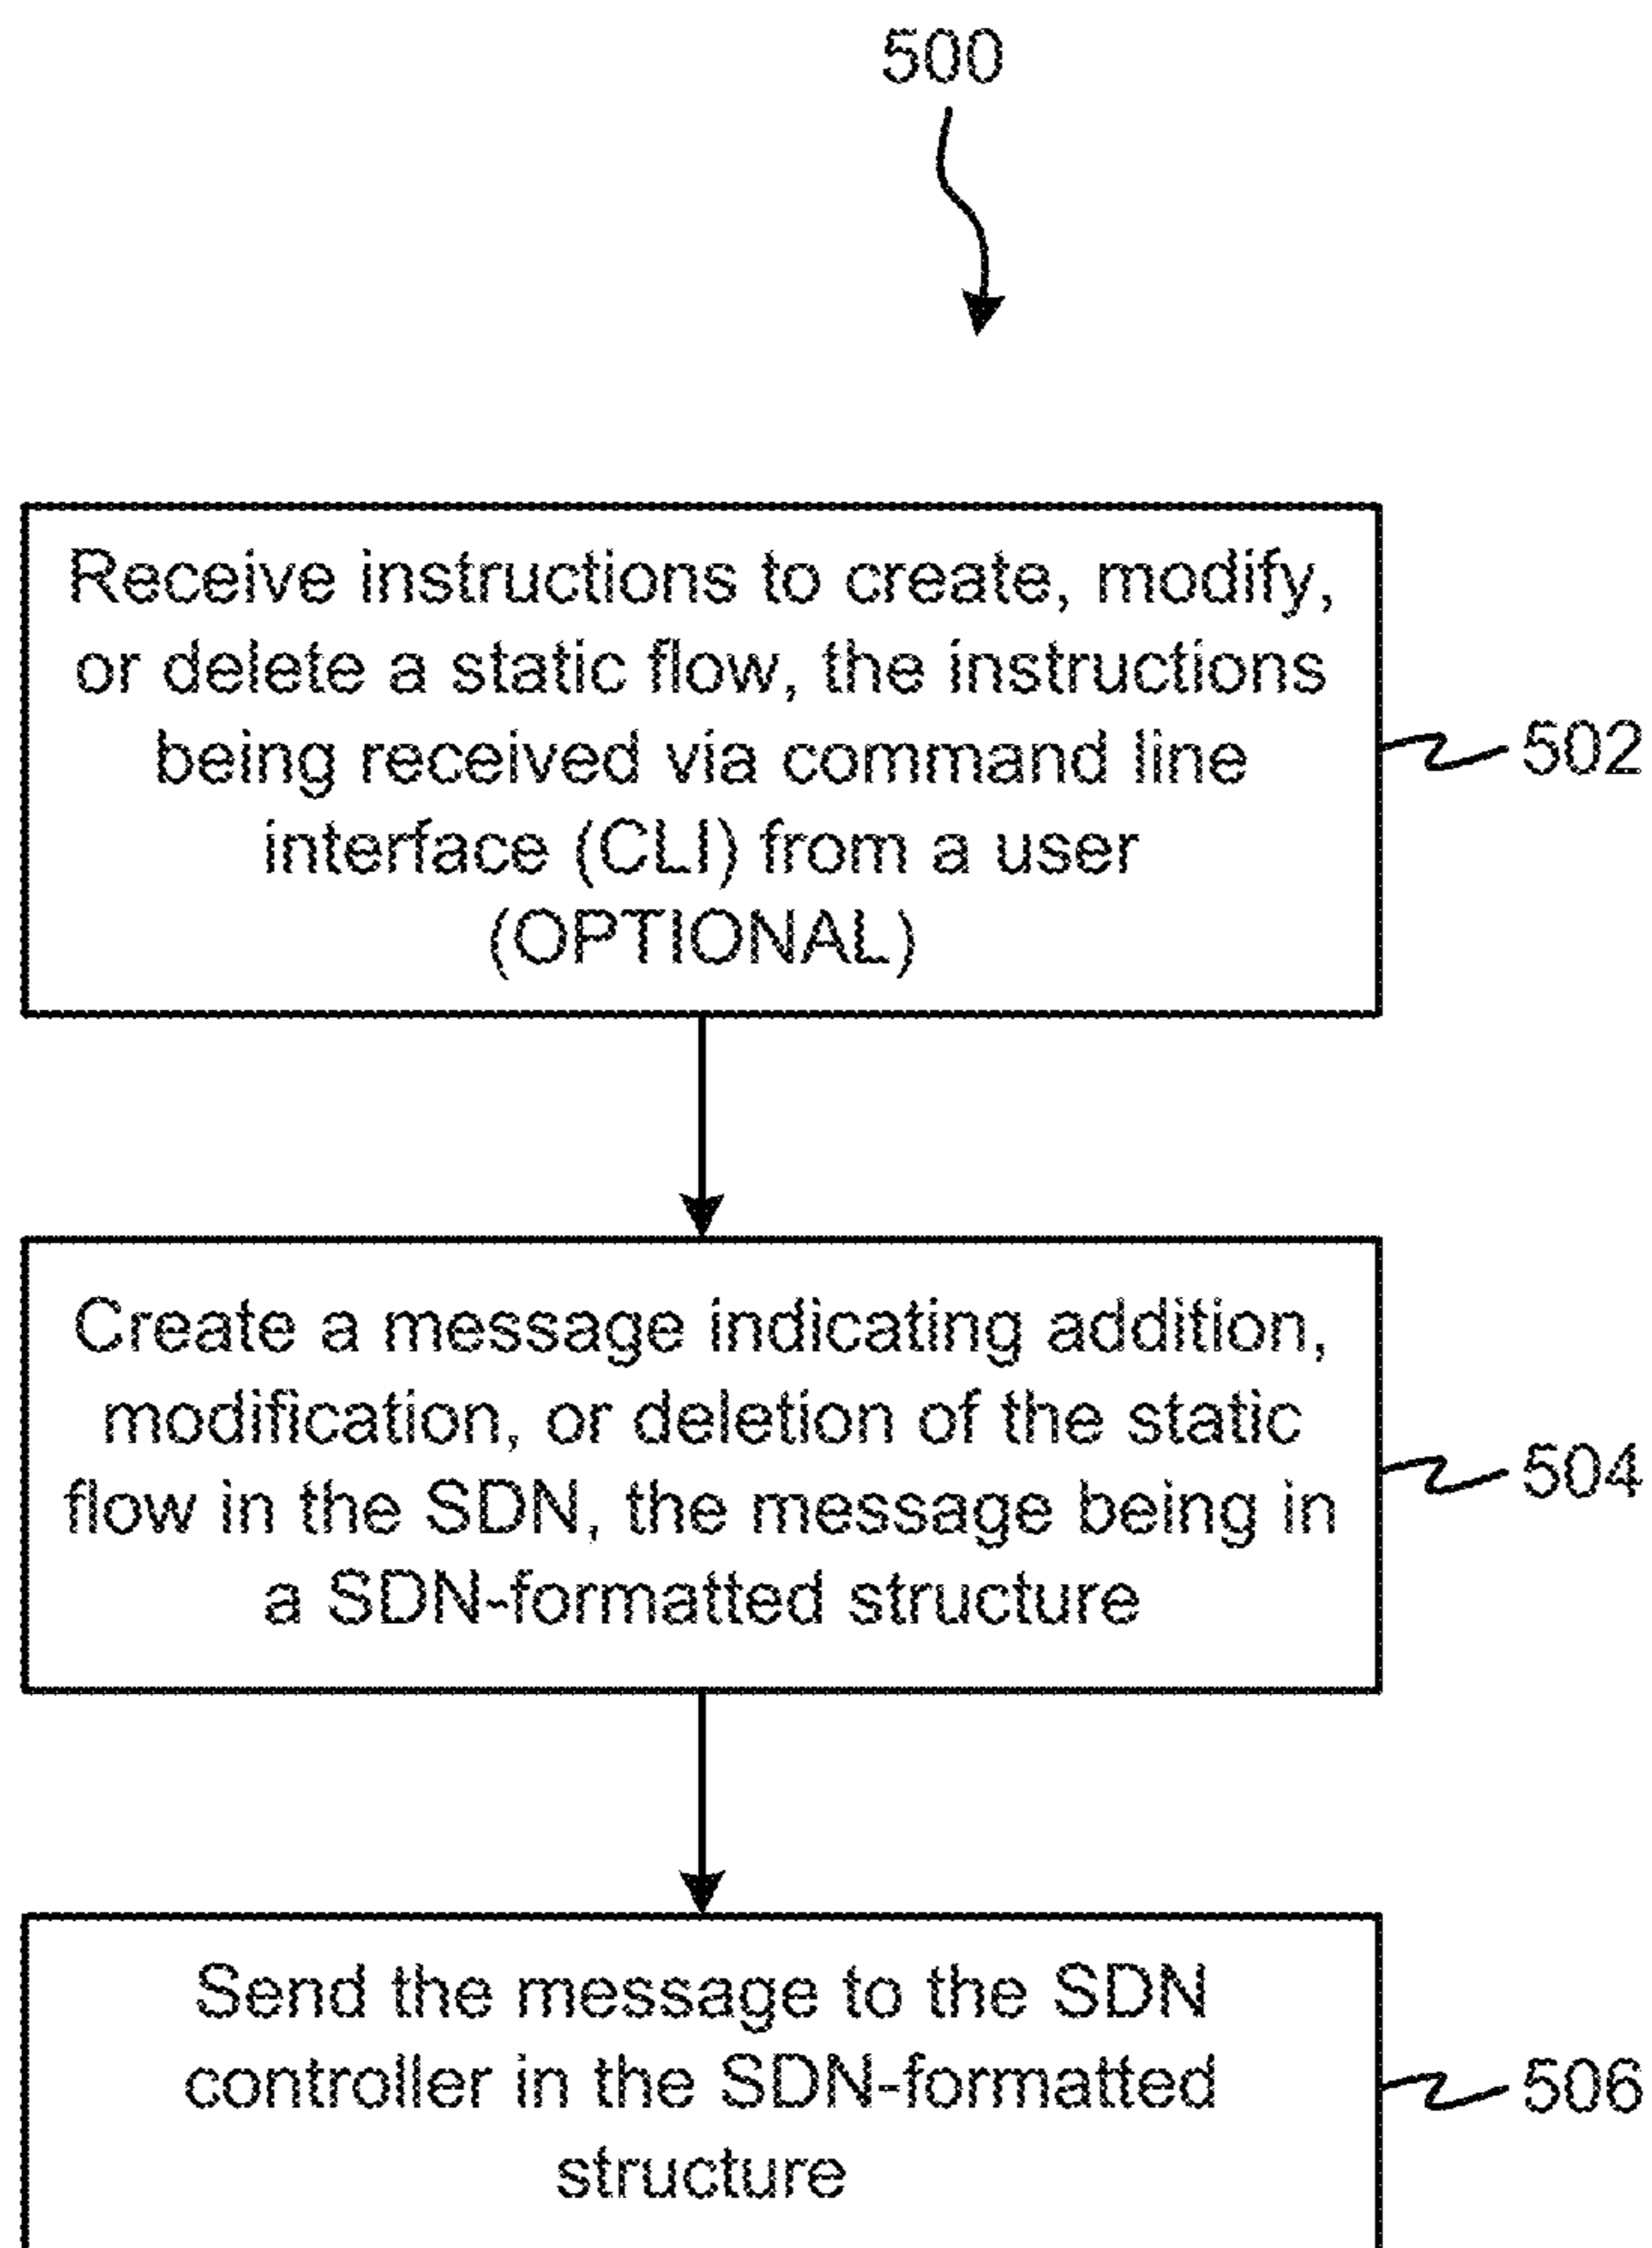 500
Receive instructions to create, modify,
or delete a static flow, the instructions
being received via command line
interface (CLI) from a user
(OPTIONAL)
502
Create a message indicating addition,
modification, or deletion of the static
flow in the SDN, the message being in
a SDN-formatted structure
504
Send the message to the SDN
controller in the SDN-formatted
structure
506